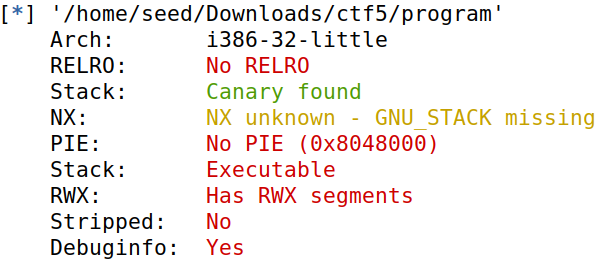 [*] '/home/seed/Downloads/ctf5/program'
Arch: i386-32-little
RELRO: No RELRO
Stack: Canary found
NX: NX unknown - GNU_STACK missing
PIE: No PIE (0x8048000)
Stack: Executable
RWX: Has RWX segments
Stripped: No
Debuginfo: Yes